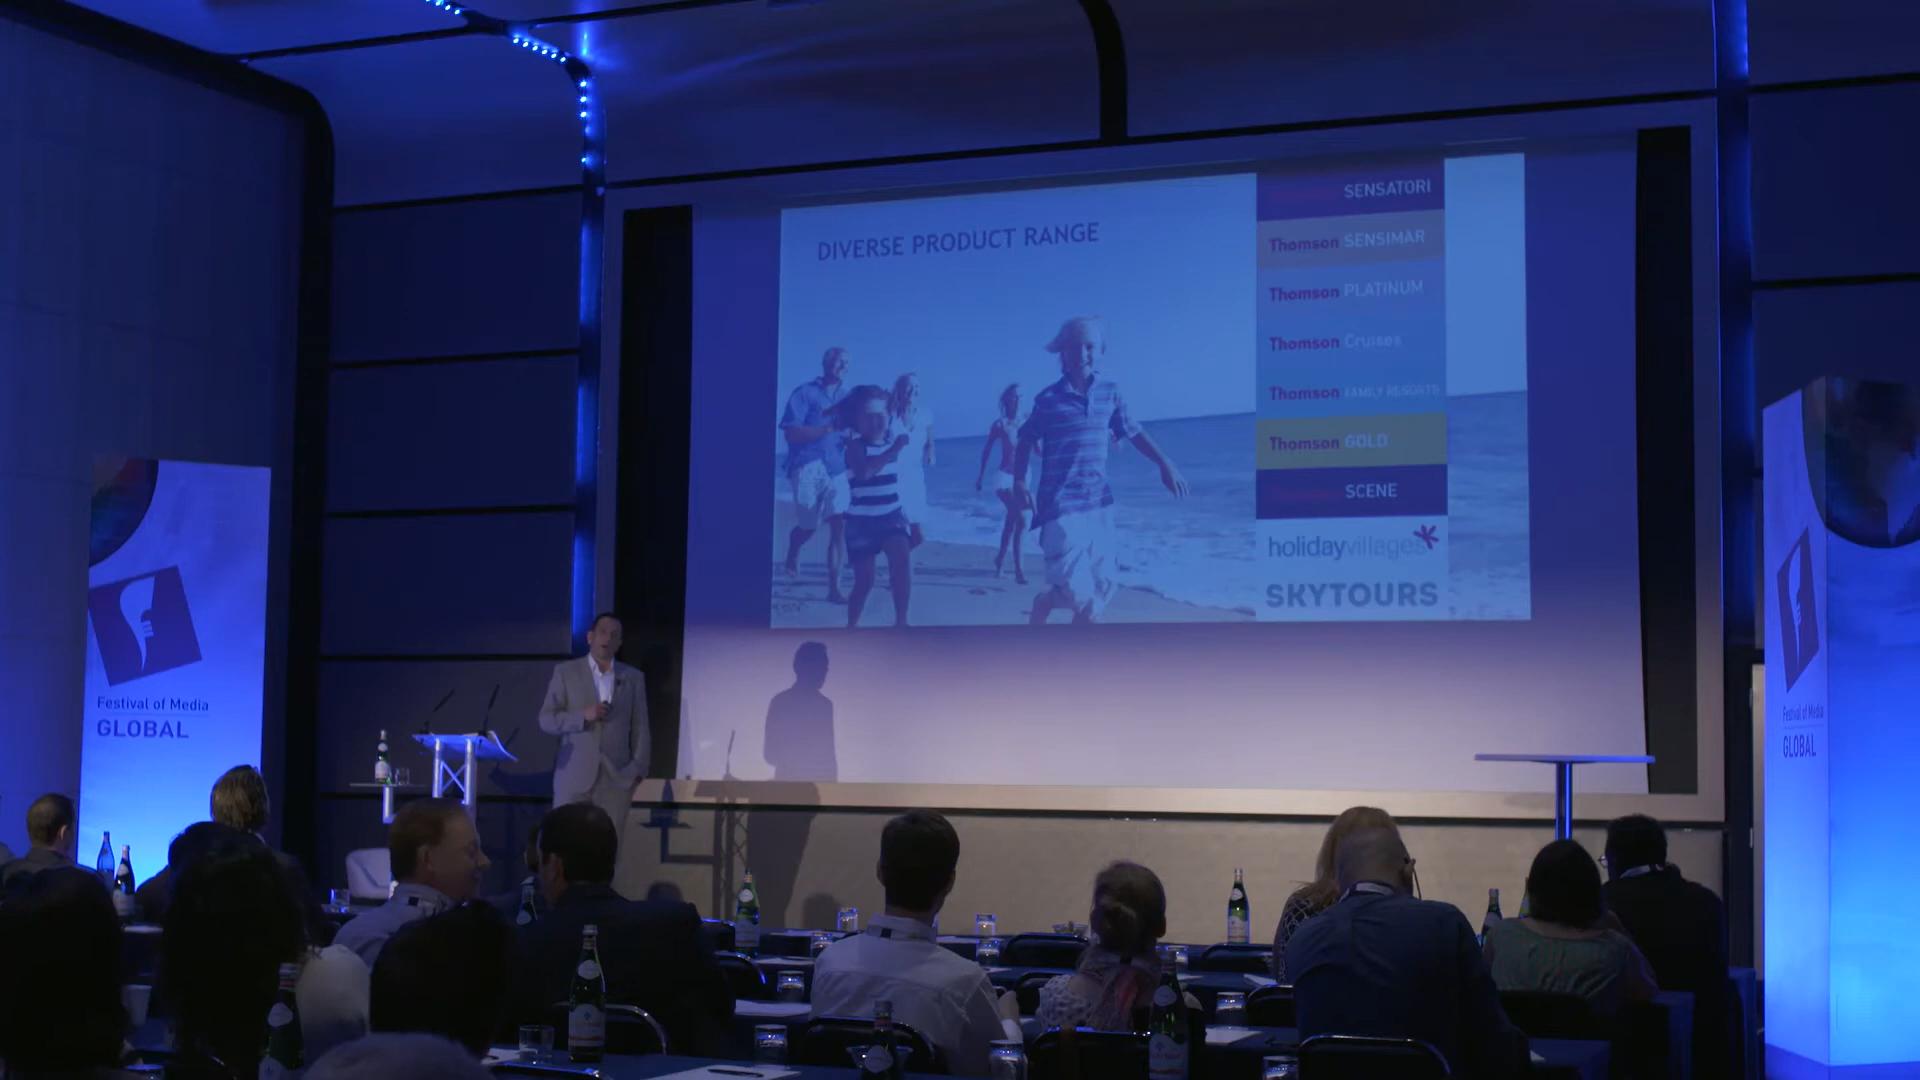 DIVERSE PRODUCT RANGE
SENSATORI
Thomson SENSIMAR
Thomson PLATINUM
Thomson Cruises
Thomson FAMILY RESORTS
Thomson GOLD
SCENE
holidayvillages
SKYTOURS
Festival of Media
GLOBAL
Festival of Media
GLOBAL